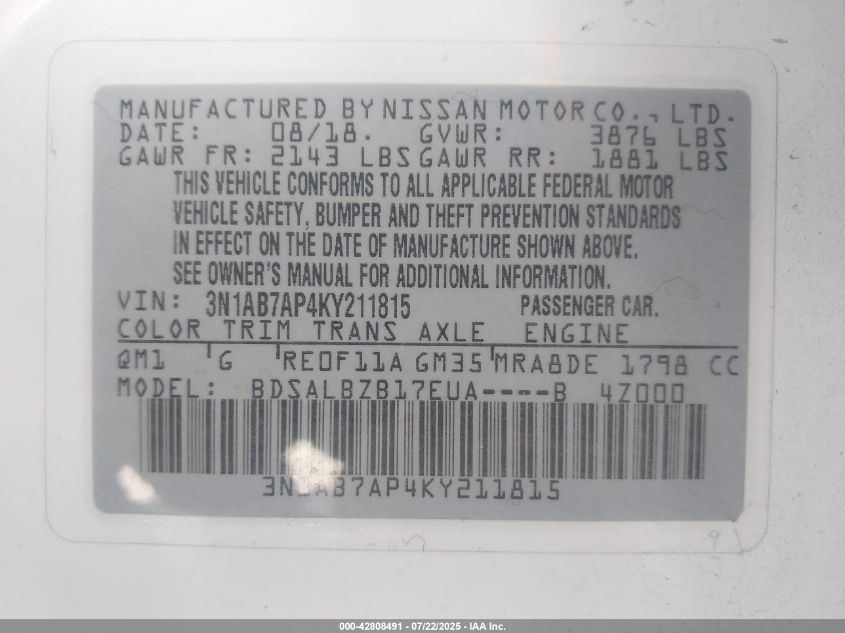 MANUFACTURED BY NISSAN MOTOR CO., LTD.
DATE: 08/18. GVWR: 3876 LBS
GAWR FR: 2143 LBS GAWR RR: 1881 LBS
THIS VEHICLE CONFORMS TO ALL APPLICABLE FEDERAL MOTOR
VEHICLE SAFETY, BUMPER AND THEFT PREVENTION STANDARDS
IN EFFECT ON THE DATE OF MANUFACTURE SHOWN ABOVE.
SEE OWNER'S MANUAL FOR ADDITIONAL INFORMATION.
VIN: 3N1AB7AP4KY211815 PASSENGER CAR.
COLOR TRIM TRANS AXLE ENGINE
QM1 G RE0F11A GM35 MRA8DE 1798 CC
MODEL: BDSALBZB17EUA----B 4Z000
3N1AB7AP4KY211815
000-42808491 - 07/22/2025 - IAA Inc.